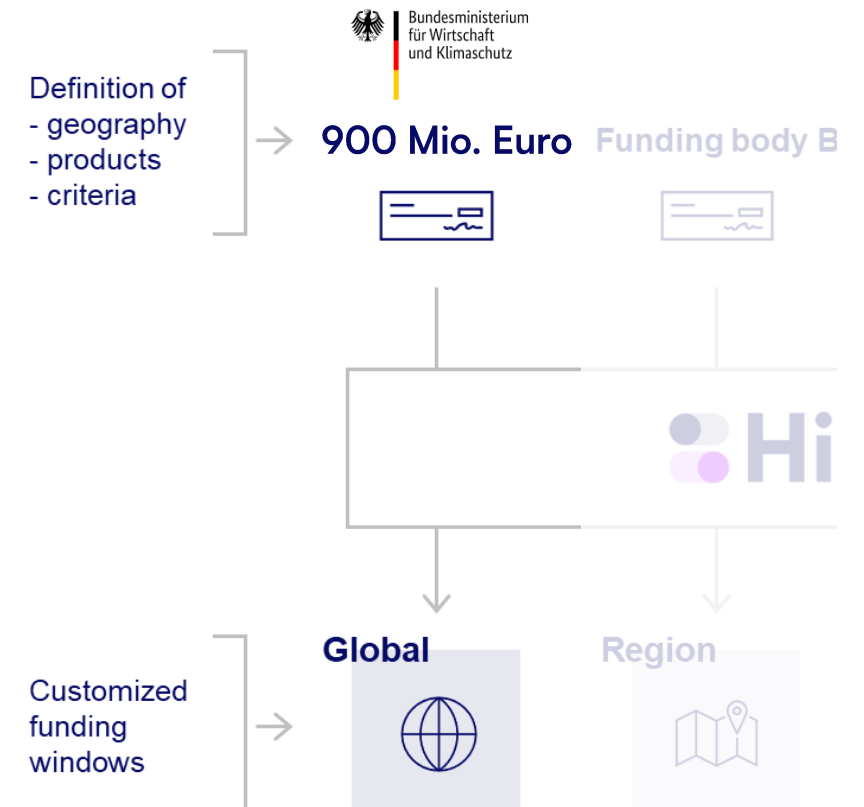 Bundesministerium
für Wirtschaft
und Klimaschutz
Definition of
- geography
- products
- criteria
900 Mio. Euro
Funding body B
Hi
Global
Region
Customized
funding
windows